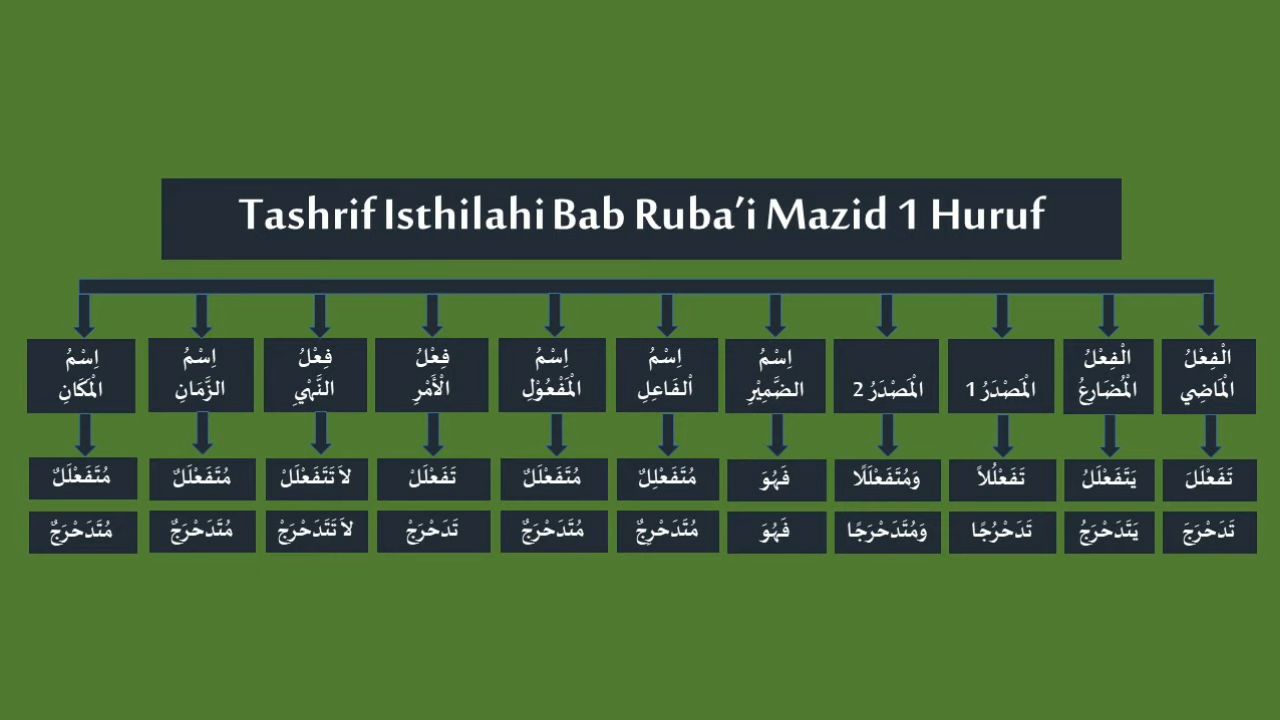 Tashrif Isthilahi Bab Ruba'i Mazid 1 Huruf
الْفِعْلُ الْمَاضِي
الْفِعْلُ الْمُضَارِعُ
الْمَصْدَرُ 1
الْمَصْدَرُ 2
اِسْمُ الضَّمِيْرِ
اِسْمُ اْلفَاعِلِ
اِسْمُ الْمَفْعُوْلِ
فِعْلُ الْأَمْرِ
فِعْلُ النَّهْيِ
اِسْمُ الزَّمَانِ
اِسْمُ الْمَكَانِ
تَفَعْلَلَ
يَتَفَعْلَلُ
تَفَعْلُلاً
وَمُتَفَعْلَلًا
فَهُوَ
مُتَفَعْلِلٌ
مُتَفَعْلَلٌ
تَفَعْلَلْ
لاَ تَتَفَعْلَلْ
مُتَفَعْلَلٌ
مُتَفَعْلَلٌ
تَدَحْرَجَ
يَتَدَحْرَجُ
تَدَحْرُجًا
وَمُتَدَحْرَجًا
فَهُوَ
مُتَدَحْرِجٌ
مُتَدَحْرَجٌ
تَدَحْرَجْ
لاَ تَتَدَحْرَجْ
مُتَدَحْرَجٌ
مُتَدَحْرَجٌ